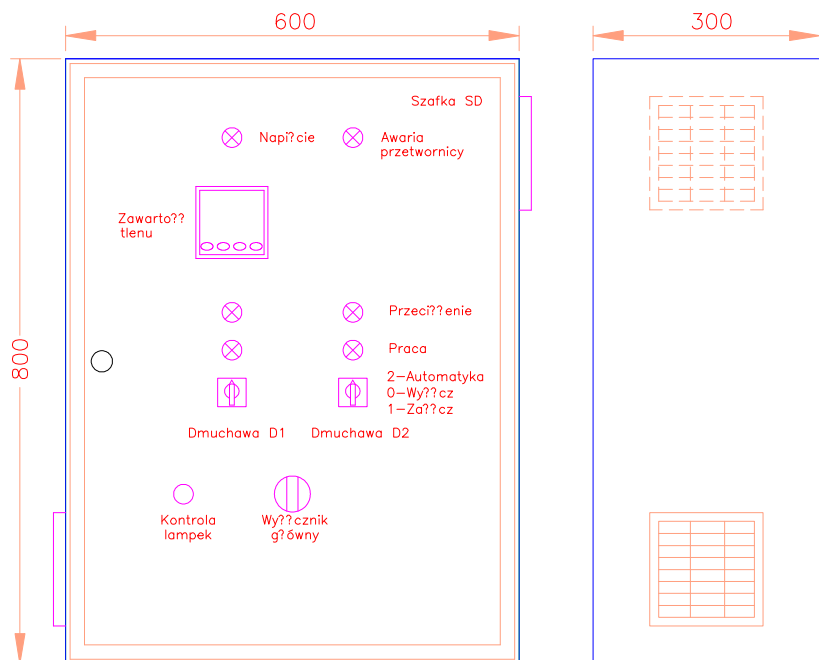 600
300
Szafka SD
Napi?cie
Awaria
przetwornicy
Zawarto??
tlenu
Przeci??enie
800
Praca
2-Automatyka
0-Wy??cz
1-Za??cz
Dmuchawa D1
Dmuchawa D2
Kontrola
lampek
Wy??cznik
g?ówny